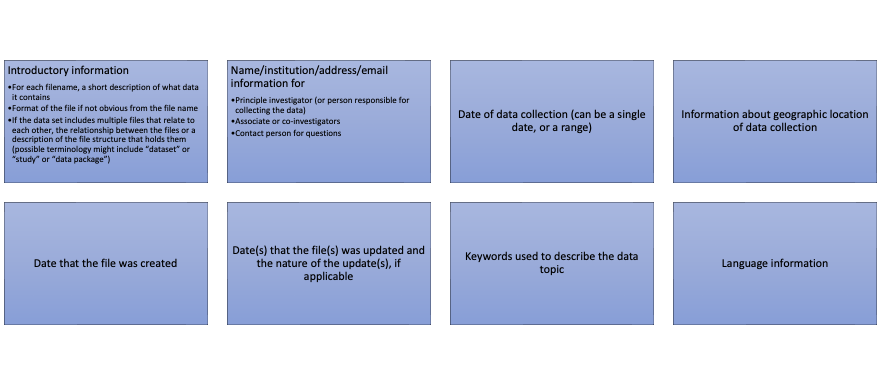 Introductory information
•For each filename, a short description of what data
it contains
•Format of the file if not obvious from the file name
•If the data set includes multiple files that relate to
each other, the relationship between the files or a
description of the file structure that holds them
(possible terminology might include “dataset” or
“study” or “data package”)
Name/institution/address/email
information for
•Principle investigator (or person responsible for
collecting the data)
•Associate or co-investigators
•Contact person for questions
Date of data collection (can be a single
date, or a range)
Information about geographic location
of data collection
Date that the file was created
Date(s) that the file(s) was updated and
the nature of the update(s), if
applicable
Keywords used to describe the data
topic
Language information